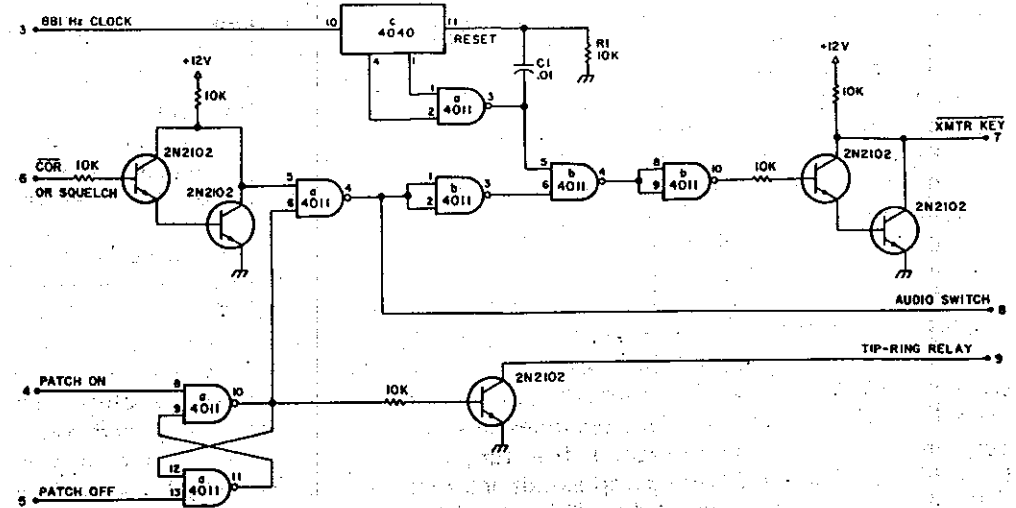 3 681 Hz CLOCK 10 c 4040 11 RESET
R1 10K
C1 .01
4 1
1 2 a 4011 3
+12V
10K
+12V
10K
XMTR KEY 7
6 COR 10K
OR SQUELCH
2N2102
2N2102
5 6 a 4011 4
1 2 b 4011 3
5 6 b 4011 4
8 9 b 4011 10
10K
2N2102
2N2102
AUDIO SWITCH 8
TIP-RING RELAY 9
4 PATCH ON 8 9 a 4011 10
10K
2N2102
5 PATCH OFF 12 13 a 4011 11